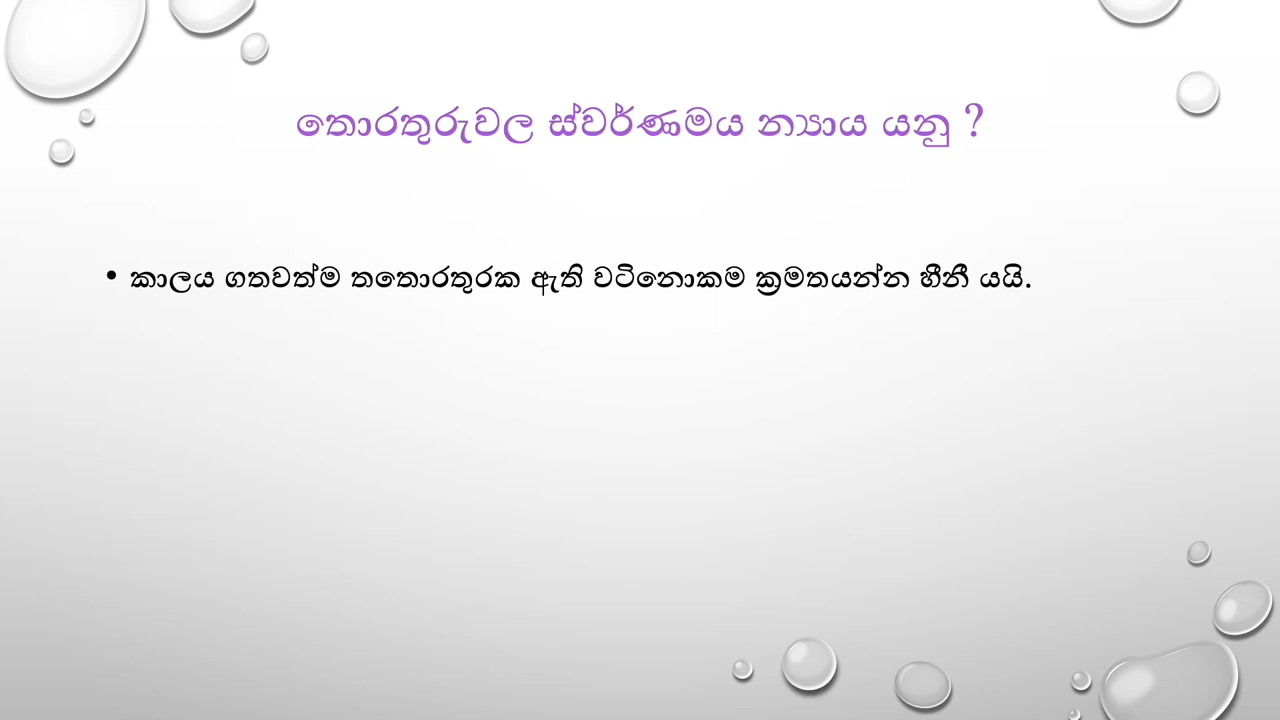 තොරතුරුවල ස්වර්ණමය න්‍යාය යනු ?
• කාලය ගතවත්ම තතොරතුරක ඇති වටිනොකම ක්‍රමතයන්න හීනී යයි.